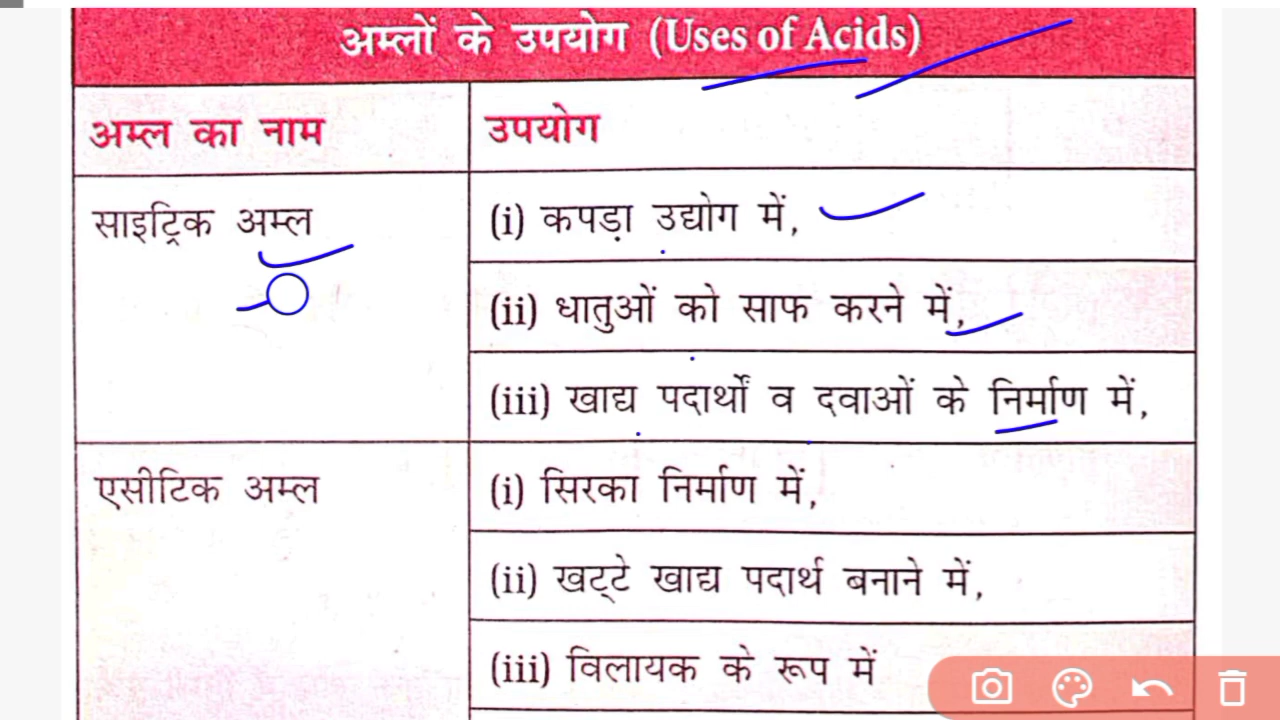 अम्लों के उपयोग (Uses of Acids)
अम्ल का नाम
उपयोग
साइट्रिक अम्ल
(i) कपड़ा उद्योग में,
(ii) धातुओं को साफ करने में,
(iii) खाद्य पदार्थों व दवाओं के निर्माण में,
एसीटिक अम्ल
(i) सिरका निर्माण में,
(ii) खट्टे खाद्य पदार्थ बनाने में,
(iii) विलायक के रूप में